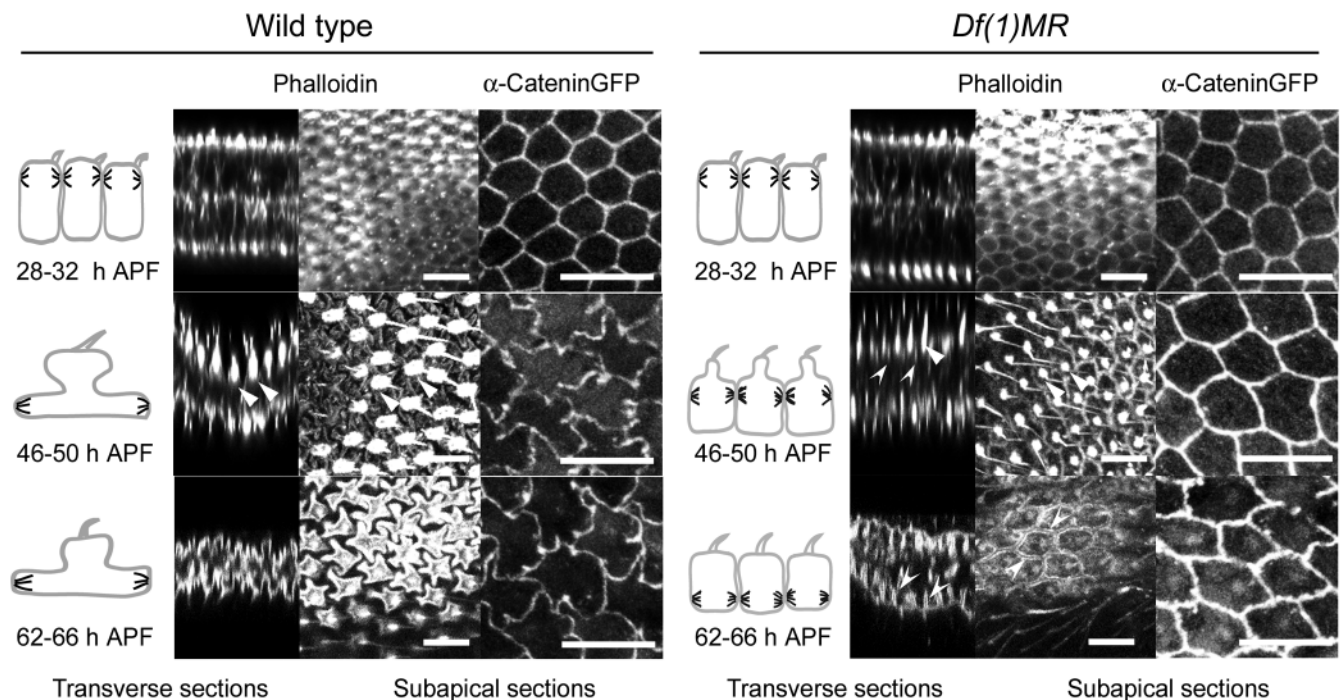 Wild type
Df(1)MR
Phalloidin α-CateninGFP
Phalloidin α-CateninGFP
28-32 h APF
28-32 h APF
46-50 h APF
46-50 h APF
62-66 h APF
62-66 h APF
Transverse sections Subapical sections
Transverse sections Subapical sections